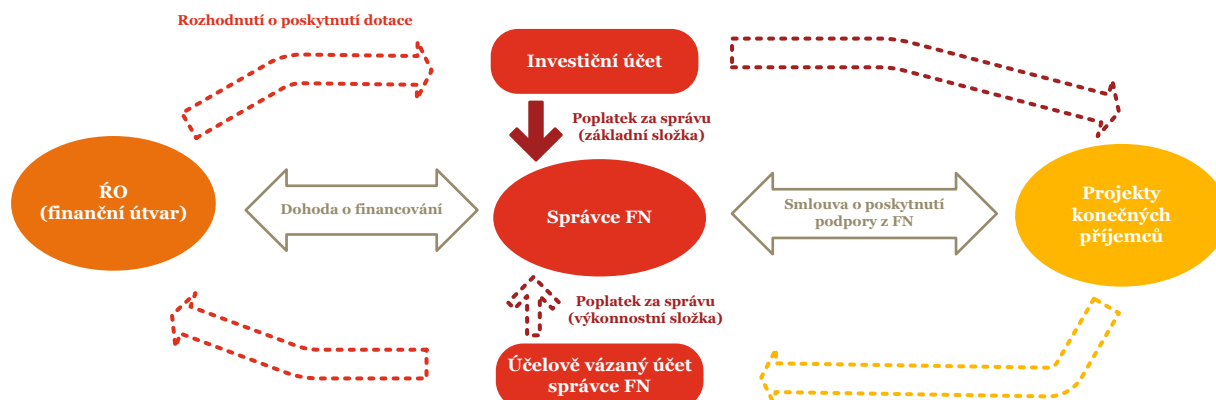 Rozhodnutí o poskytnutí dotace
Investiční účet
Poplatek za správu
(základní složka)
ŔO
(finanční útvar)
Dohoda o financování
Správce FN
Smlouva o poskytnutí
podpory z FN
Projekty
konečných
příjemců
Poplatek za správu
(výkonnostní složka)
Účelově vázaný účet
správce FN